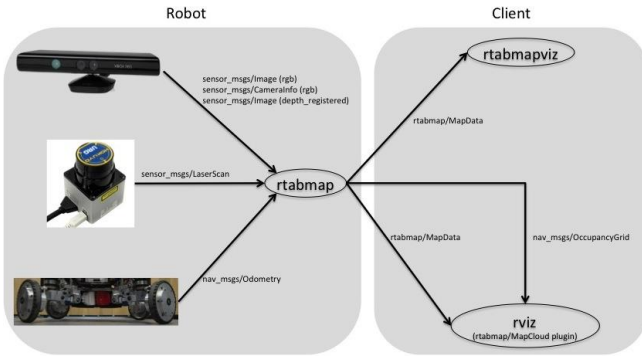 Robot
Client
sensor_msgs/Image (rgb)
sensor_msgs/CameraInfo (rgb)
sensor_msgs/Image (depth_registered)
rtabmapviz
rtabmap/MapData
sensor_msgs/LaserScan
rtabmap
rtabmap/MapData
nav_msgs/OccupancyGrid
nav_msgs/Odometry
rviz
(rtabmap/MapCloud plugin)